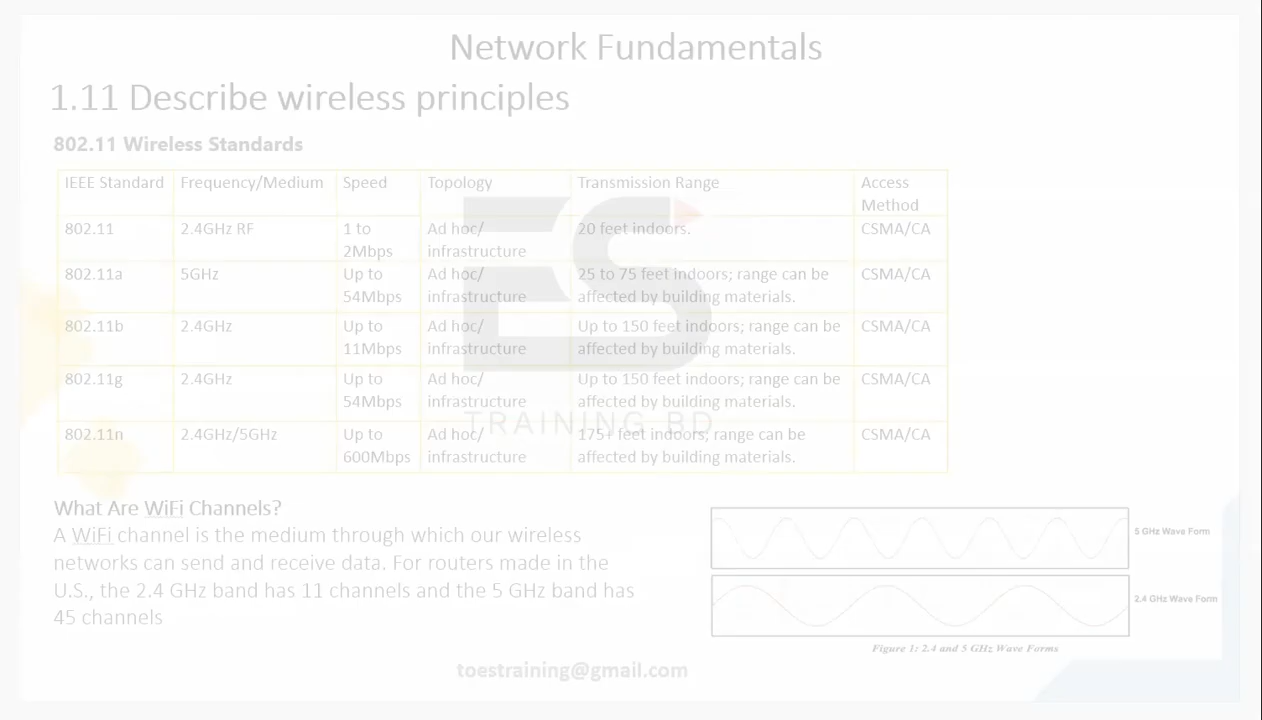 Network Fundamentals
1.11 Describe wireless principles
802.11 Wireless Standards
IEEE Standard Frequency/Medium Speed Topology Transmission Range Access Method
802.11 2.4GHz RF 1 to 2Mbps Ad hoc/ infrastructure 20 feet indoors. CSMA/CA
802.11a 5GHz Up to 54Mbps Ad hoc/ infrastructure 25 to 75 feet indoors; range can be affected by building materials. CSMA/CA
802.11b 2.4GHz Up to 11Mbps Ad hoc/ infrastructure Up to 150 feet indoors; range can be affected by building materials. CSMA/CA
802.11g 2.4GHz Up to 54Mbps Ad hoc/ infrastructure Up to 150 feet indoors; range can be affected by building materials. CSMA/CA
802.11n 2.4GHz/5GHz Up to 600Mbps Ad hoc/ infrastructure 175+ feet indoors; range can be affected by building materials. CSMA/CA
ES
TRAINING BD
What Are WiFi Channels?
A WiFi channel is the medium through which our wireless
networks can send and receive data. For routers made in the
U.S., the 2.4 GHz band has 11 channels and the 5 GHz band has
45 channels
5 GHz Wave Form
2.4 GHz Wave Form
Figure 1: 2.4 and 5 GHz Wave Forms
toestraining@gmail.com